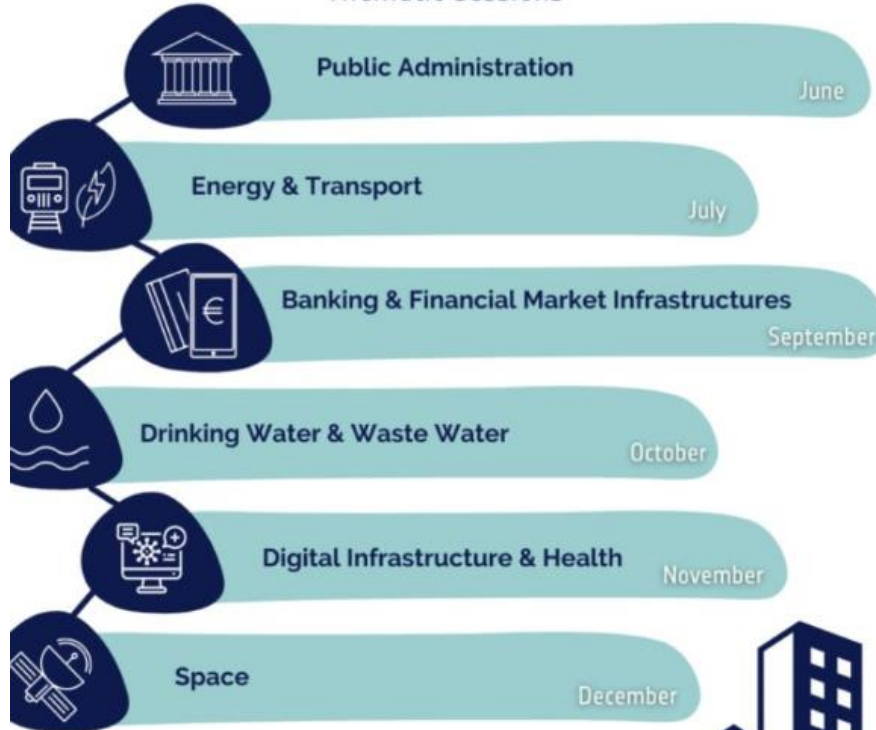 Public Administration
June
Energy & Transport
July
Banking & Financial Market Infrastructures
September
Drinking Water & Waste Water
October
Digital Infrastructure & Health
November
Space
December